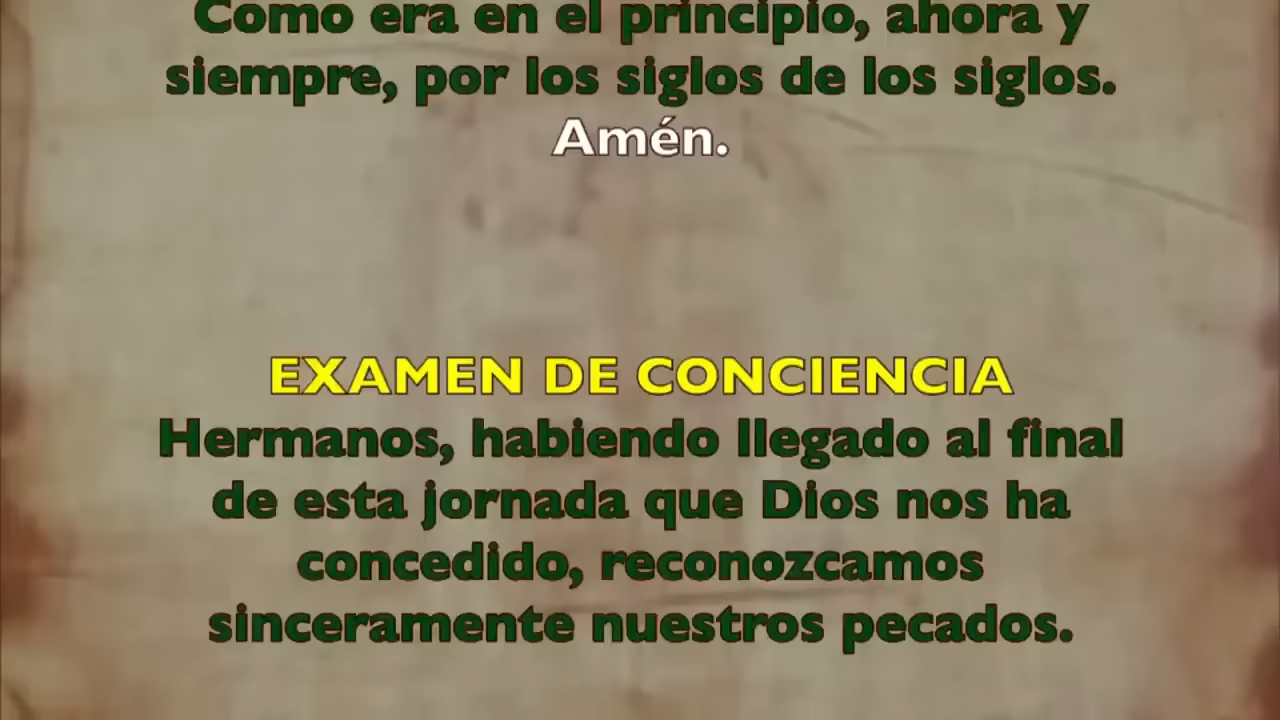 Como era en el principio, ahora y
siempre, por los siglos de los siglos.
Amén.
EXAMEN DE CONCIENCIA
Hermanos, habiendo llegado al final
de esta jornada que Dios nos ha
concedido, reconozcamos
sinceramente nuestros pecados.